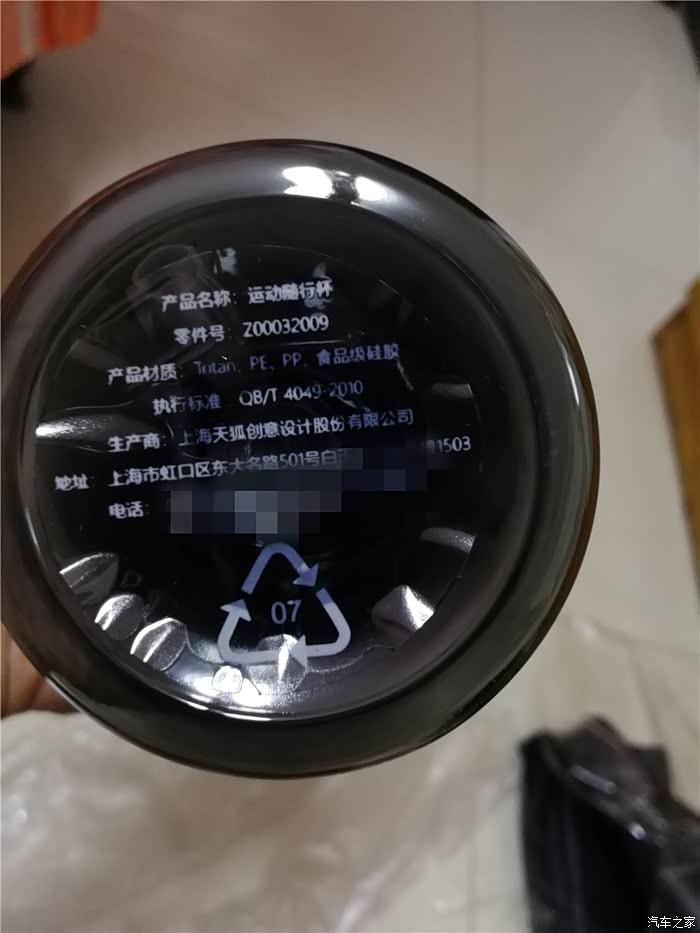 产品名称：运动随行杯
零件号：Z00032009
产品材质：Tritan、PE、PP、食品级硅胶
执行标准 QB/T 4049-2010
生产商：上海天狐创意设计股份有限公司
地址：上海市虹口区东大名路501号白 1503
电话：
07
汽车之家